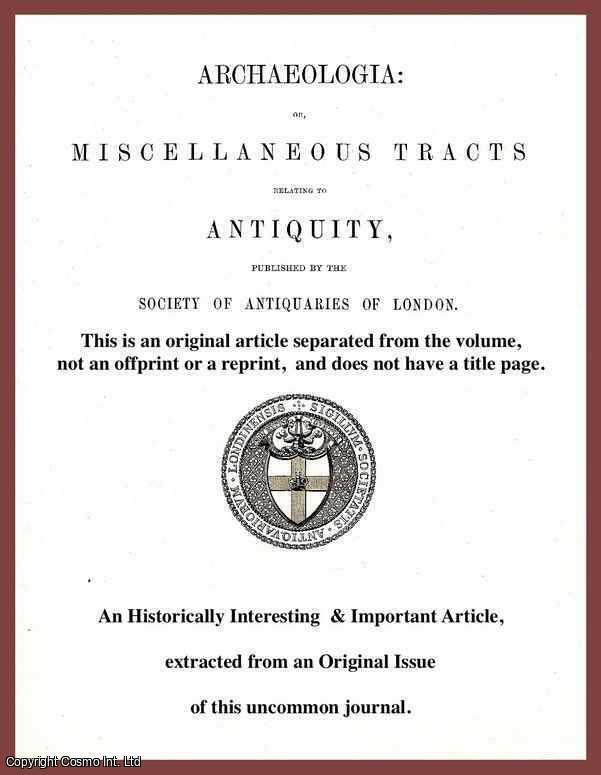 ARCHAEOLOGIA:
OR,
MISCELLANEOUS TRACTS
RELATING TO
ANTIQUITY,
PUBLISHED BY THE
SOCIETY OF ANTIQUARIES OF LONDON.
This is an original article separated from the volume,
not an offprint or a reprint, and does not have a title page.
SIGILLVM · SOCIETATIS · ANTIQVARIORVM · LONDINENSIS
An Historically Interesting & Important Article,
extracted from an Original Issue
of this uncommon journal.
Copyright Cosmo Int. Ltd